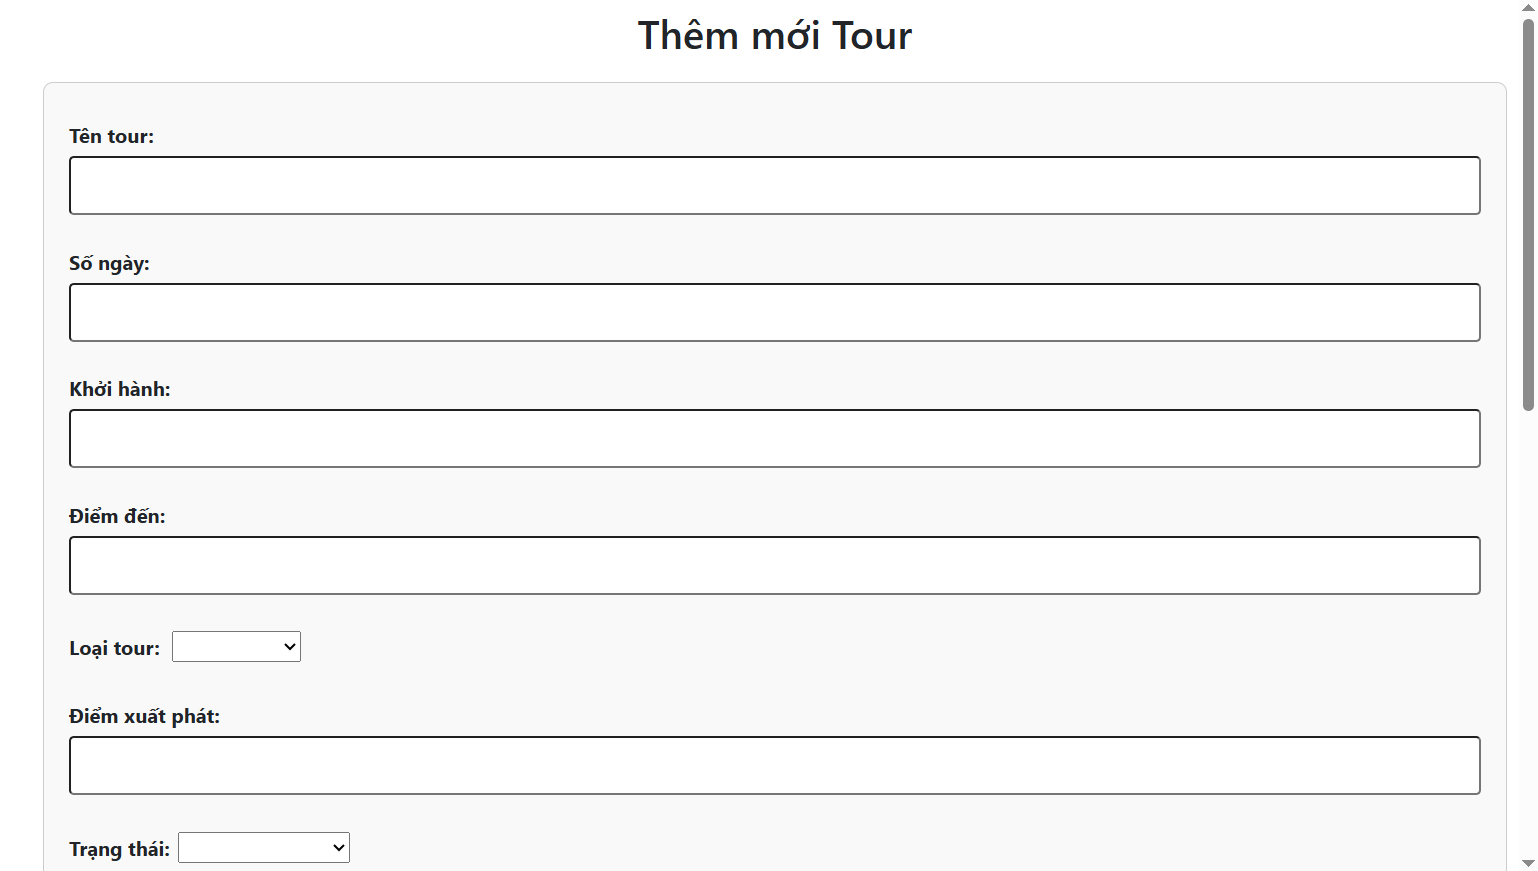 Thêm mới Tour
Tên tour:
Số ngày:
Khởi hành:
Điểm đến:
Loại tour:
Điểm xuất phát:
Trạng thái: